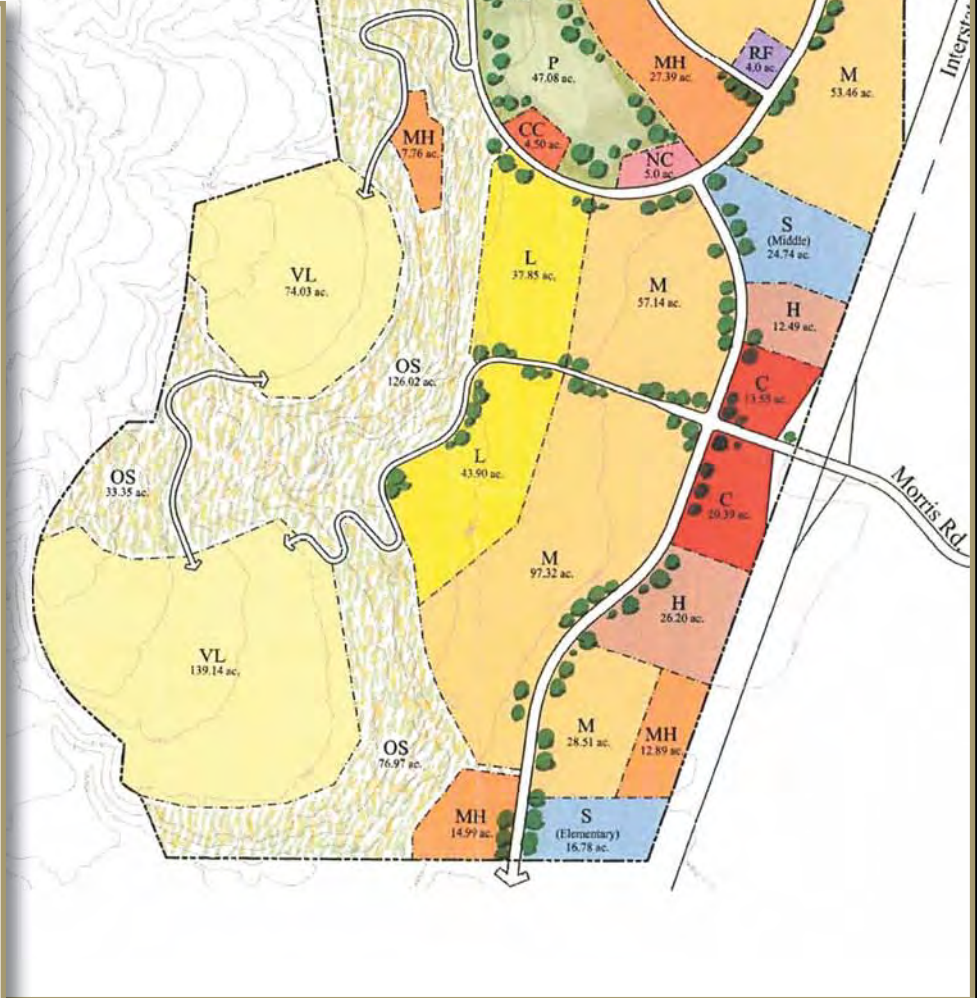 Interst
RF
4.0 ac.
P
47.08 ac.
MH
27.39 ac.
M
53.46 ac.
CC
4.50 ac.
MH
7.76 ac.
NC
5.0 ac.
S
(Middle)
24.74 ac.
L
37.85 ac.
VL
74.03 ac.
M
57.14 ac.
H
12.49 ac.
OS
126.02 ac.
C
13.55 ac.
L
43.90 ac.
OS
33.35 ac.
Morris Rd.
C
ac.
M
97.32 ac.
H
26.20 ac.
VL
139.14 ac.
M
28.51 ac.
MH
12.89 ac.
OS
76.97 ac.
MH
14.99 ac.
S
(Elementary)
16.78 ac.